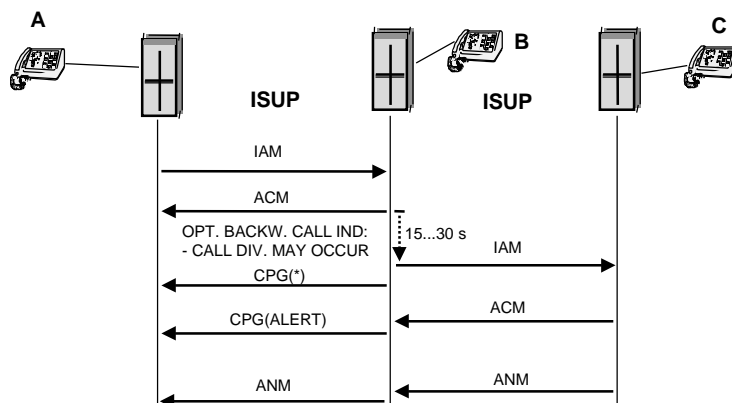 A
B
C
ISUP
ISUP
IAM
ACM
OPT. BACKW. CALL IND:
- CALL DIV. MAY OCCUR
15...30 s
IAM
CPG(*)
ACM
CPG(ALERT)
ANM
ANM